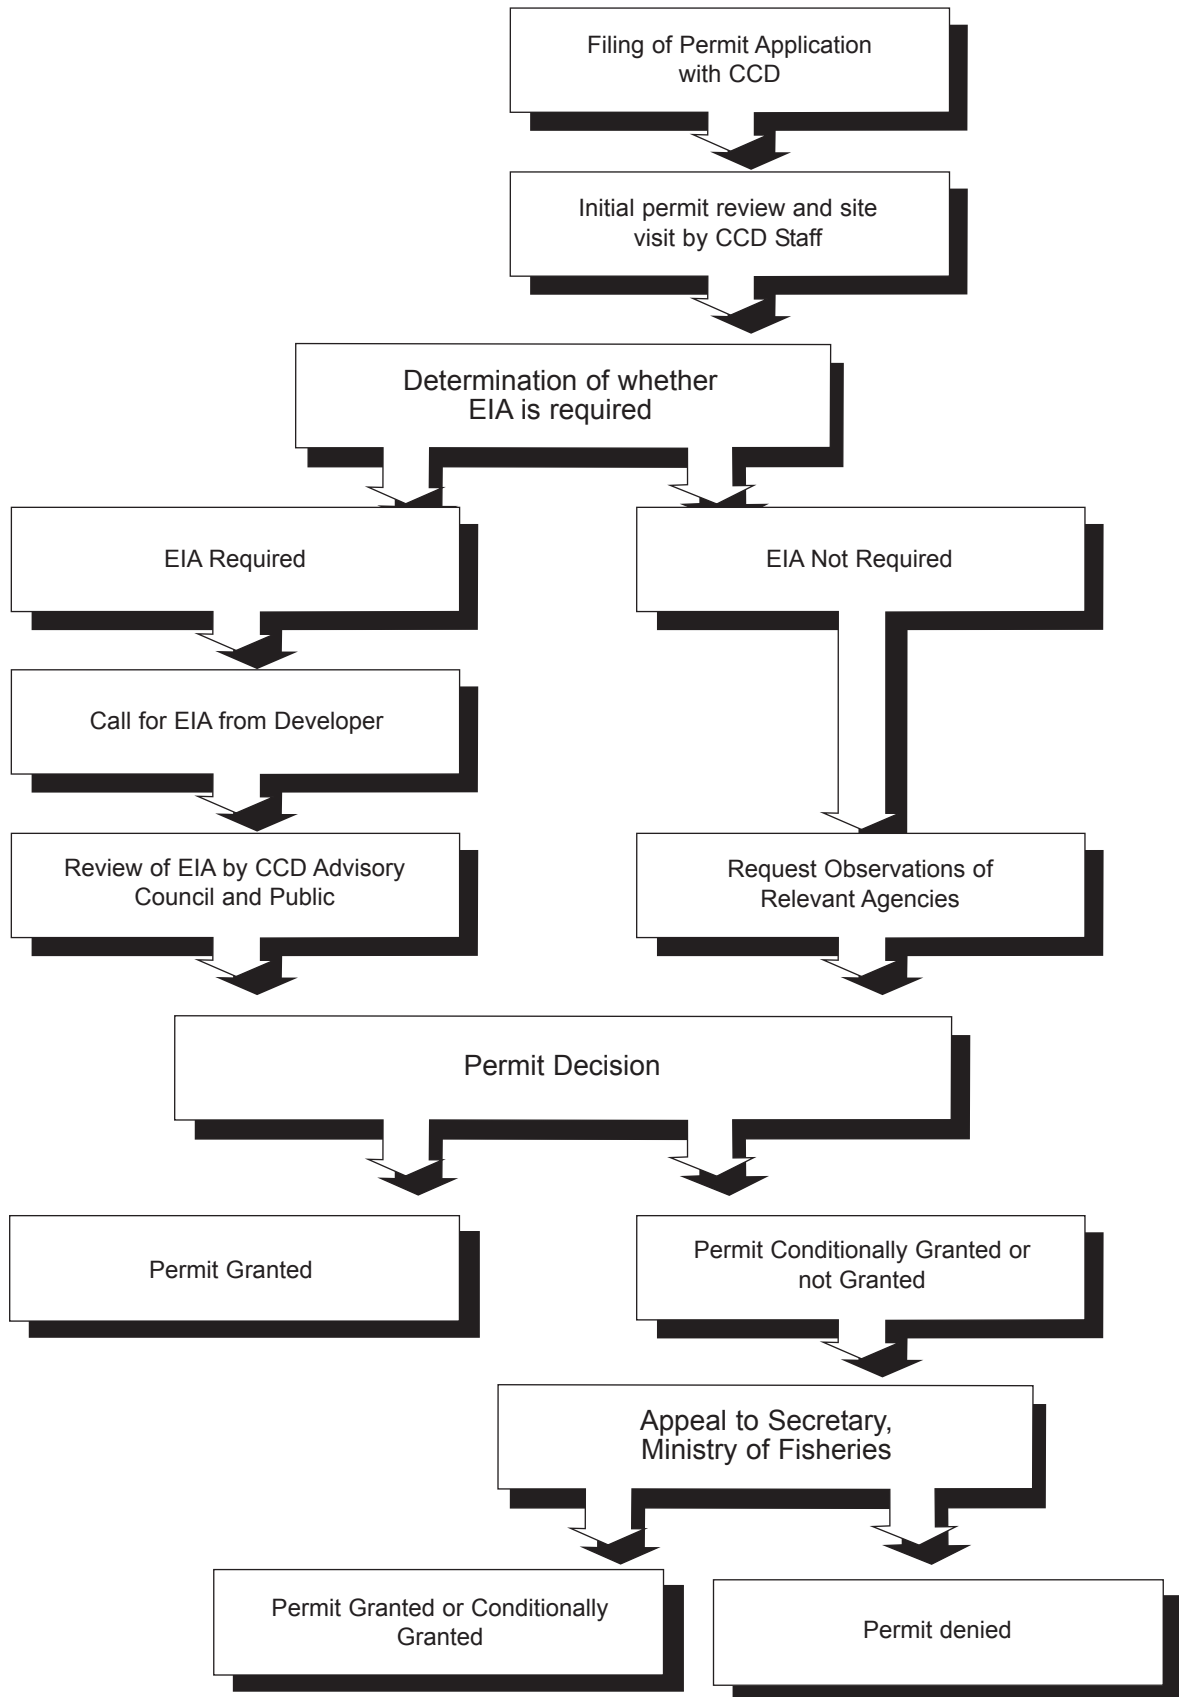 Filing of Permit Application
with CCD
Initial permit review and site
visit by CCD Staff
Determination of whether
EIA is required
EIA Required
EIA Not Required
Call for EIA from Developer
Review of EIA by CCD Advisory
Council and Public
Request Observations of
Relevant Agencies
Permit Decision
Permit Granted
Permit Conditionally Granted or
not Granted
Appeal to Secretary,
Ministry of Fisheries
Permit Granted or Conditionally
Granted
Permit denied